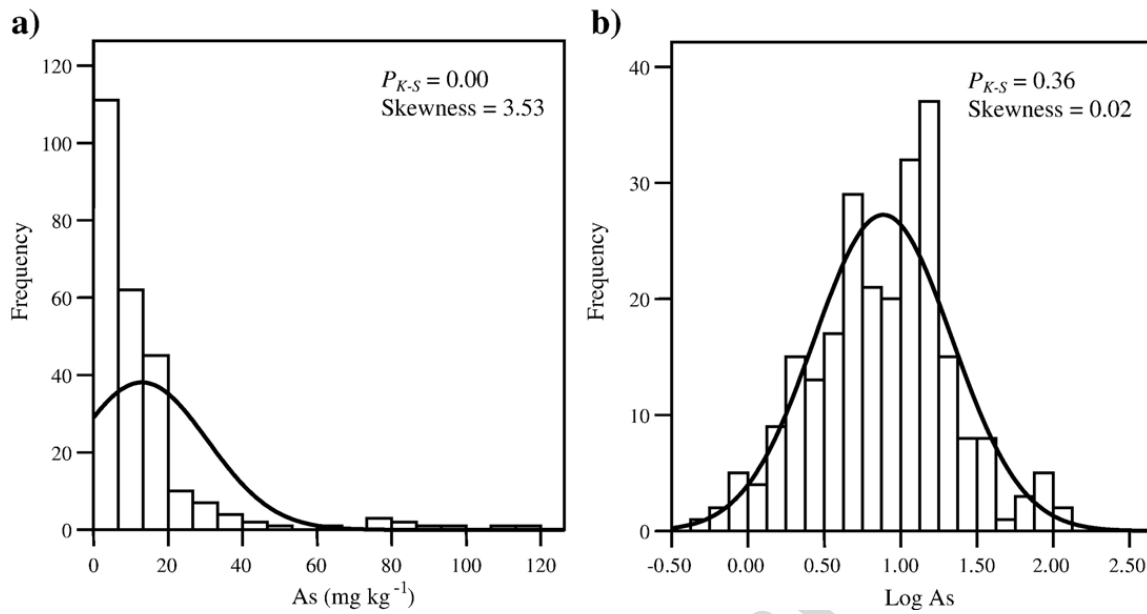 a)
P_{K-S} = 0.00
Skewness = 3.53
Frequency
120
100
80
60
40
20
0
0 20 40 60 80 100 120
As (mg kg⁻¹)
b)
P_{K-S} = 0.36
Skewness = 0.02
Frequency
40
30
20
10
0
-0.50 0.00 0.50 1.00 1.50 2.00 2.50
Log As